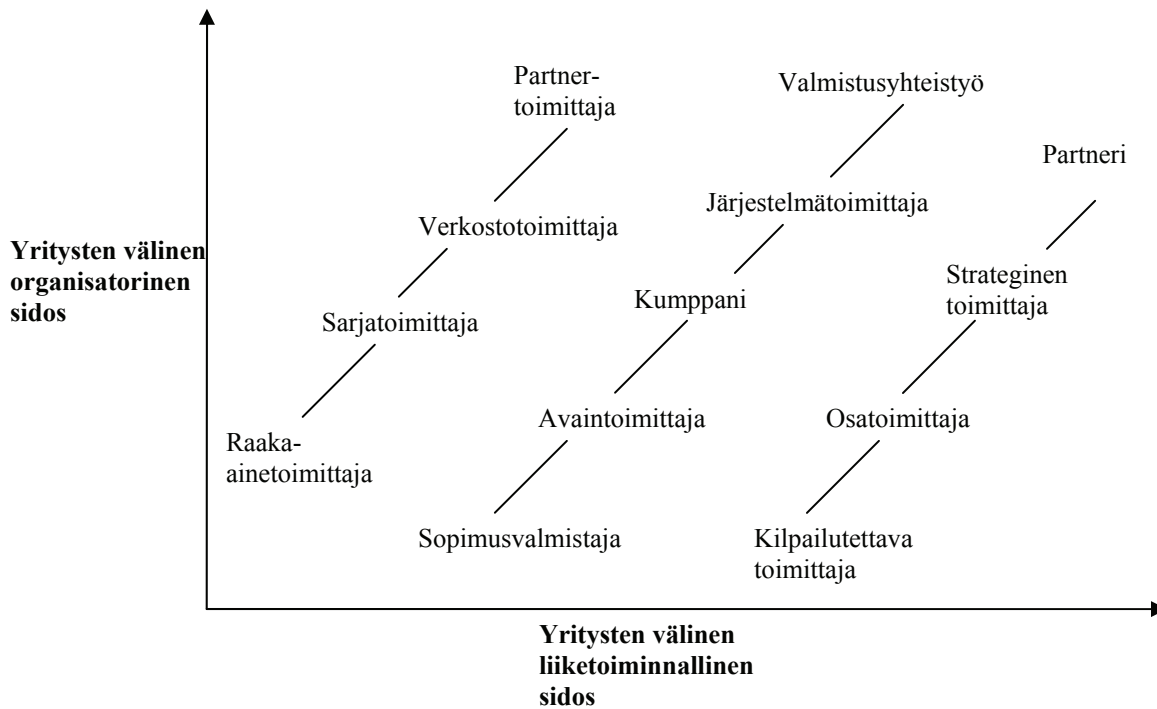 Partner-
toimittaja
Valmistusyhteistyö
Partneri
Järjestelmätoimittaja
Verkostotoimittaja
Yritysten välinen
organisatorinen
sidos
Strateginen
toimittaja
Kumppani
Sarjatoimittaja
Avaintoimittaja
Osatoimittaja
Raaka-
ainetoimittaja
Sopimusvalmistaja
Kilpailutettava
toimittaja
Yritysten välinen
liiketoiminnallinen
sidos